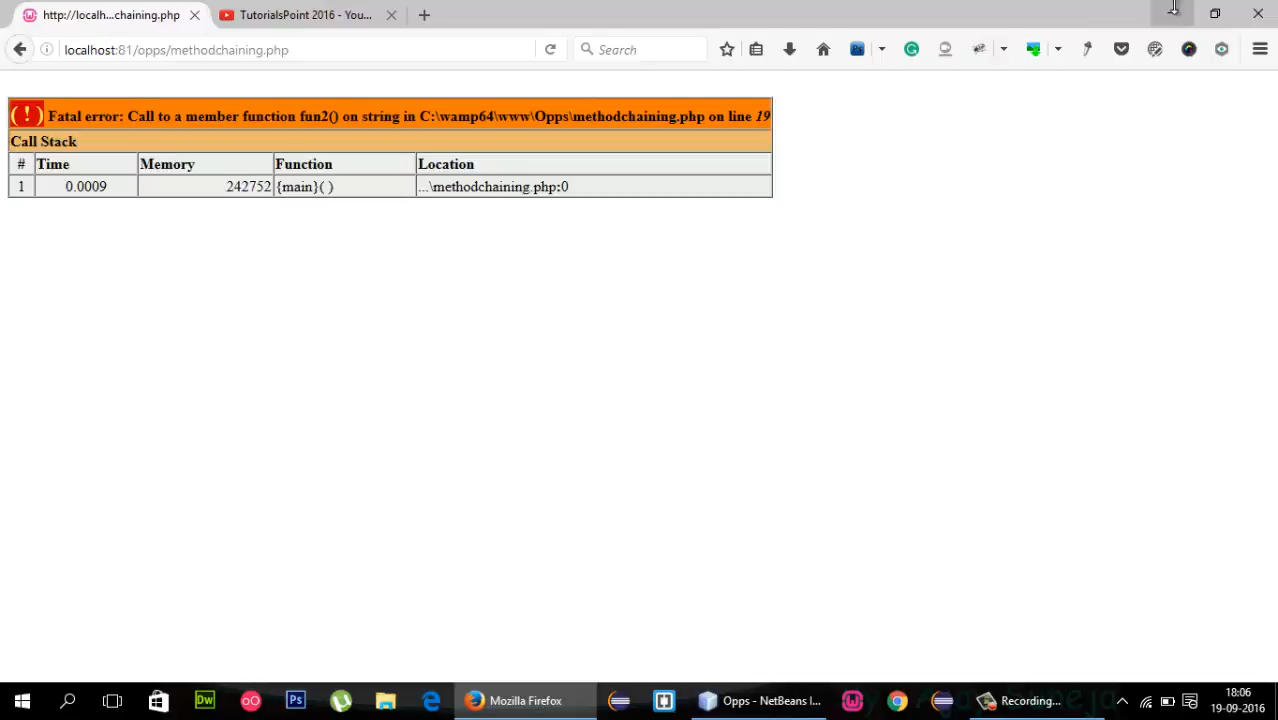 http://localh...chaining.php
TutorialsPoint 2016 - You...
localhost:81/opps/methodchaining.php
Search
( ! ) Fatal error: Call to a member function fun2() on string in C:\wamp64\www\Opps\methodchaining.php on line 19
Call Stack
# Time Memory Function Location
1 0.0009 242752 {main}( ) ...\methodchaining.php:0
Dw Ps Mozilla Firefox Opps - NetBeans I... Recording...
18:06
19-09-2016